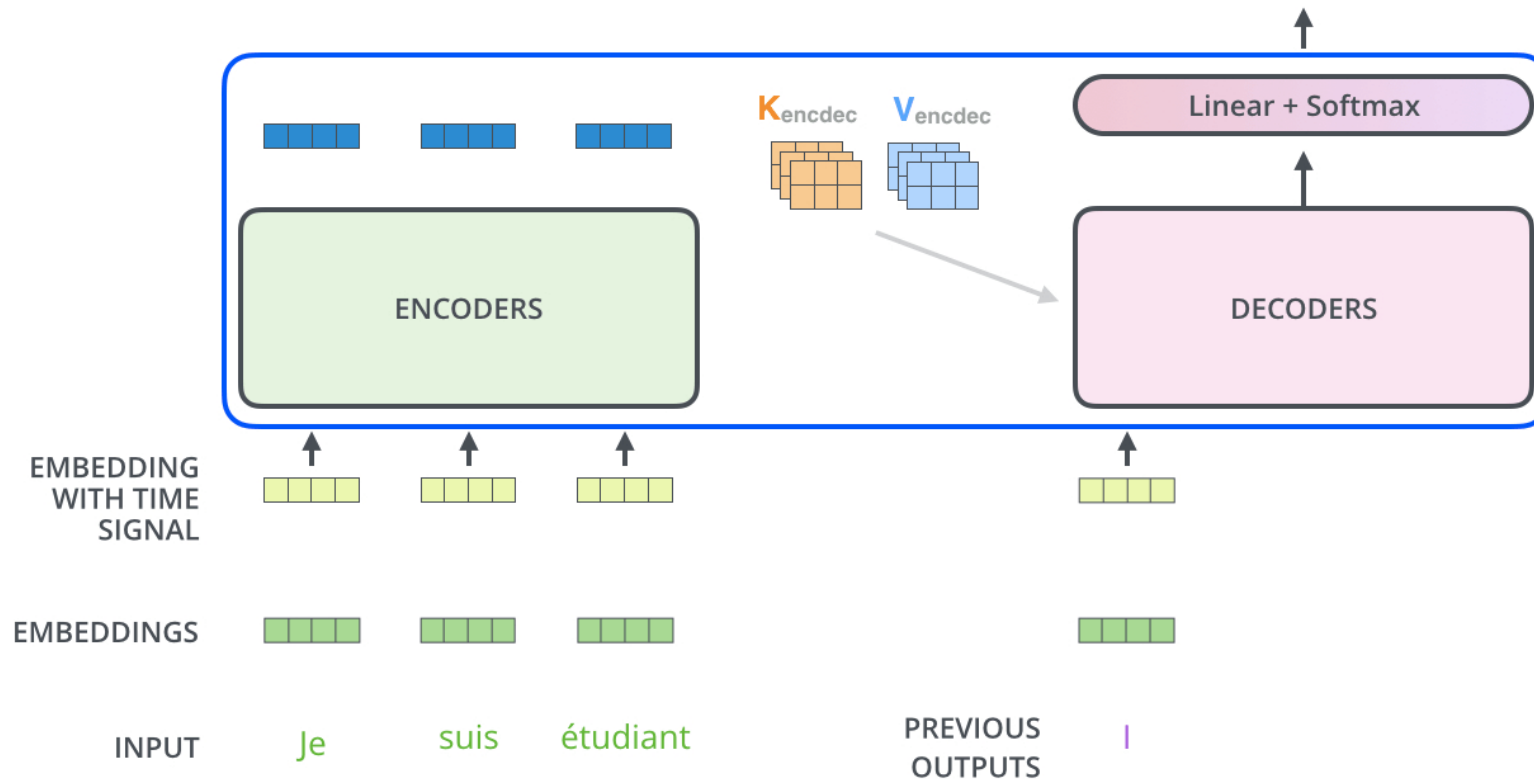 Kencdec
Vencdec
Linear + Softmax
ENCODERS
DECODERS
EMBEDDING
WITH TIME
SIGNAL
EMBEDDINGS
INPUT
Je
suis
étudiant
PREVIOUS
OUTPUTS
I